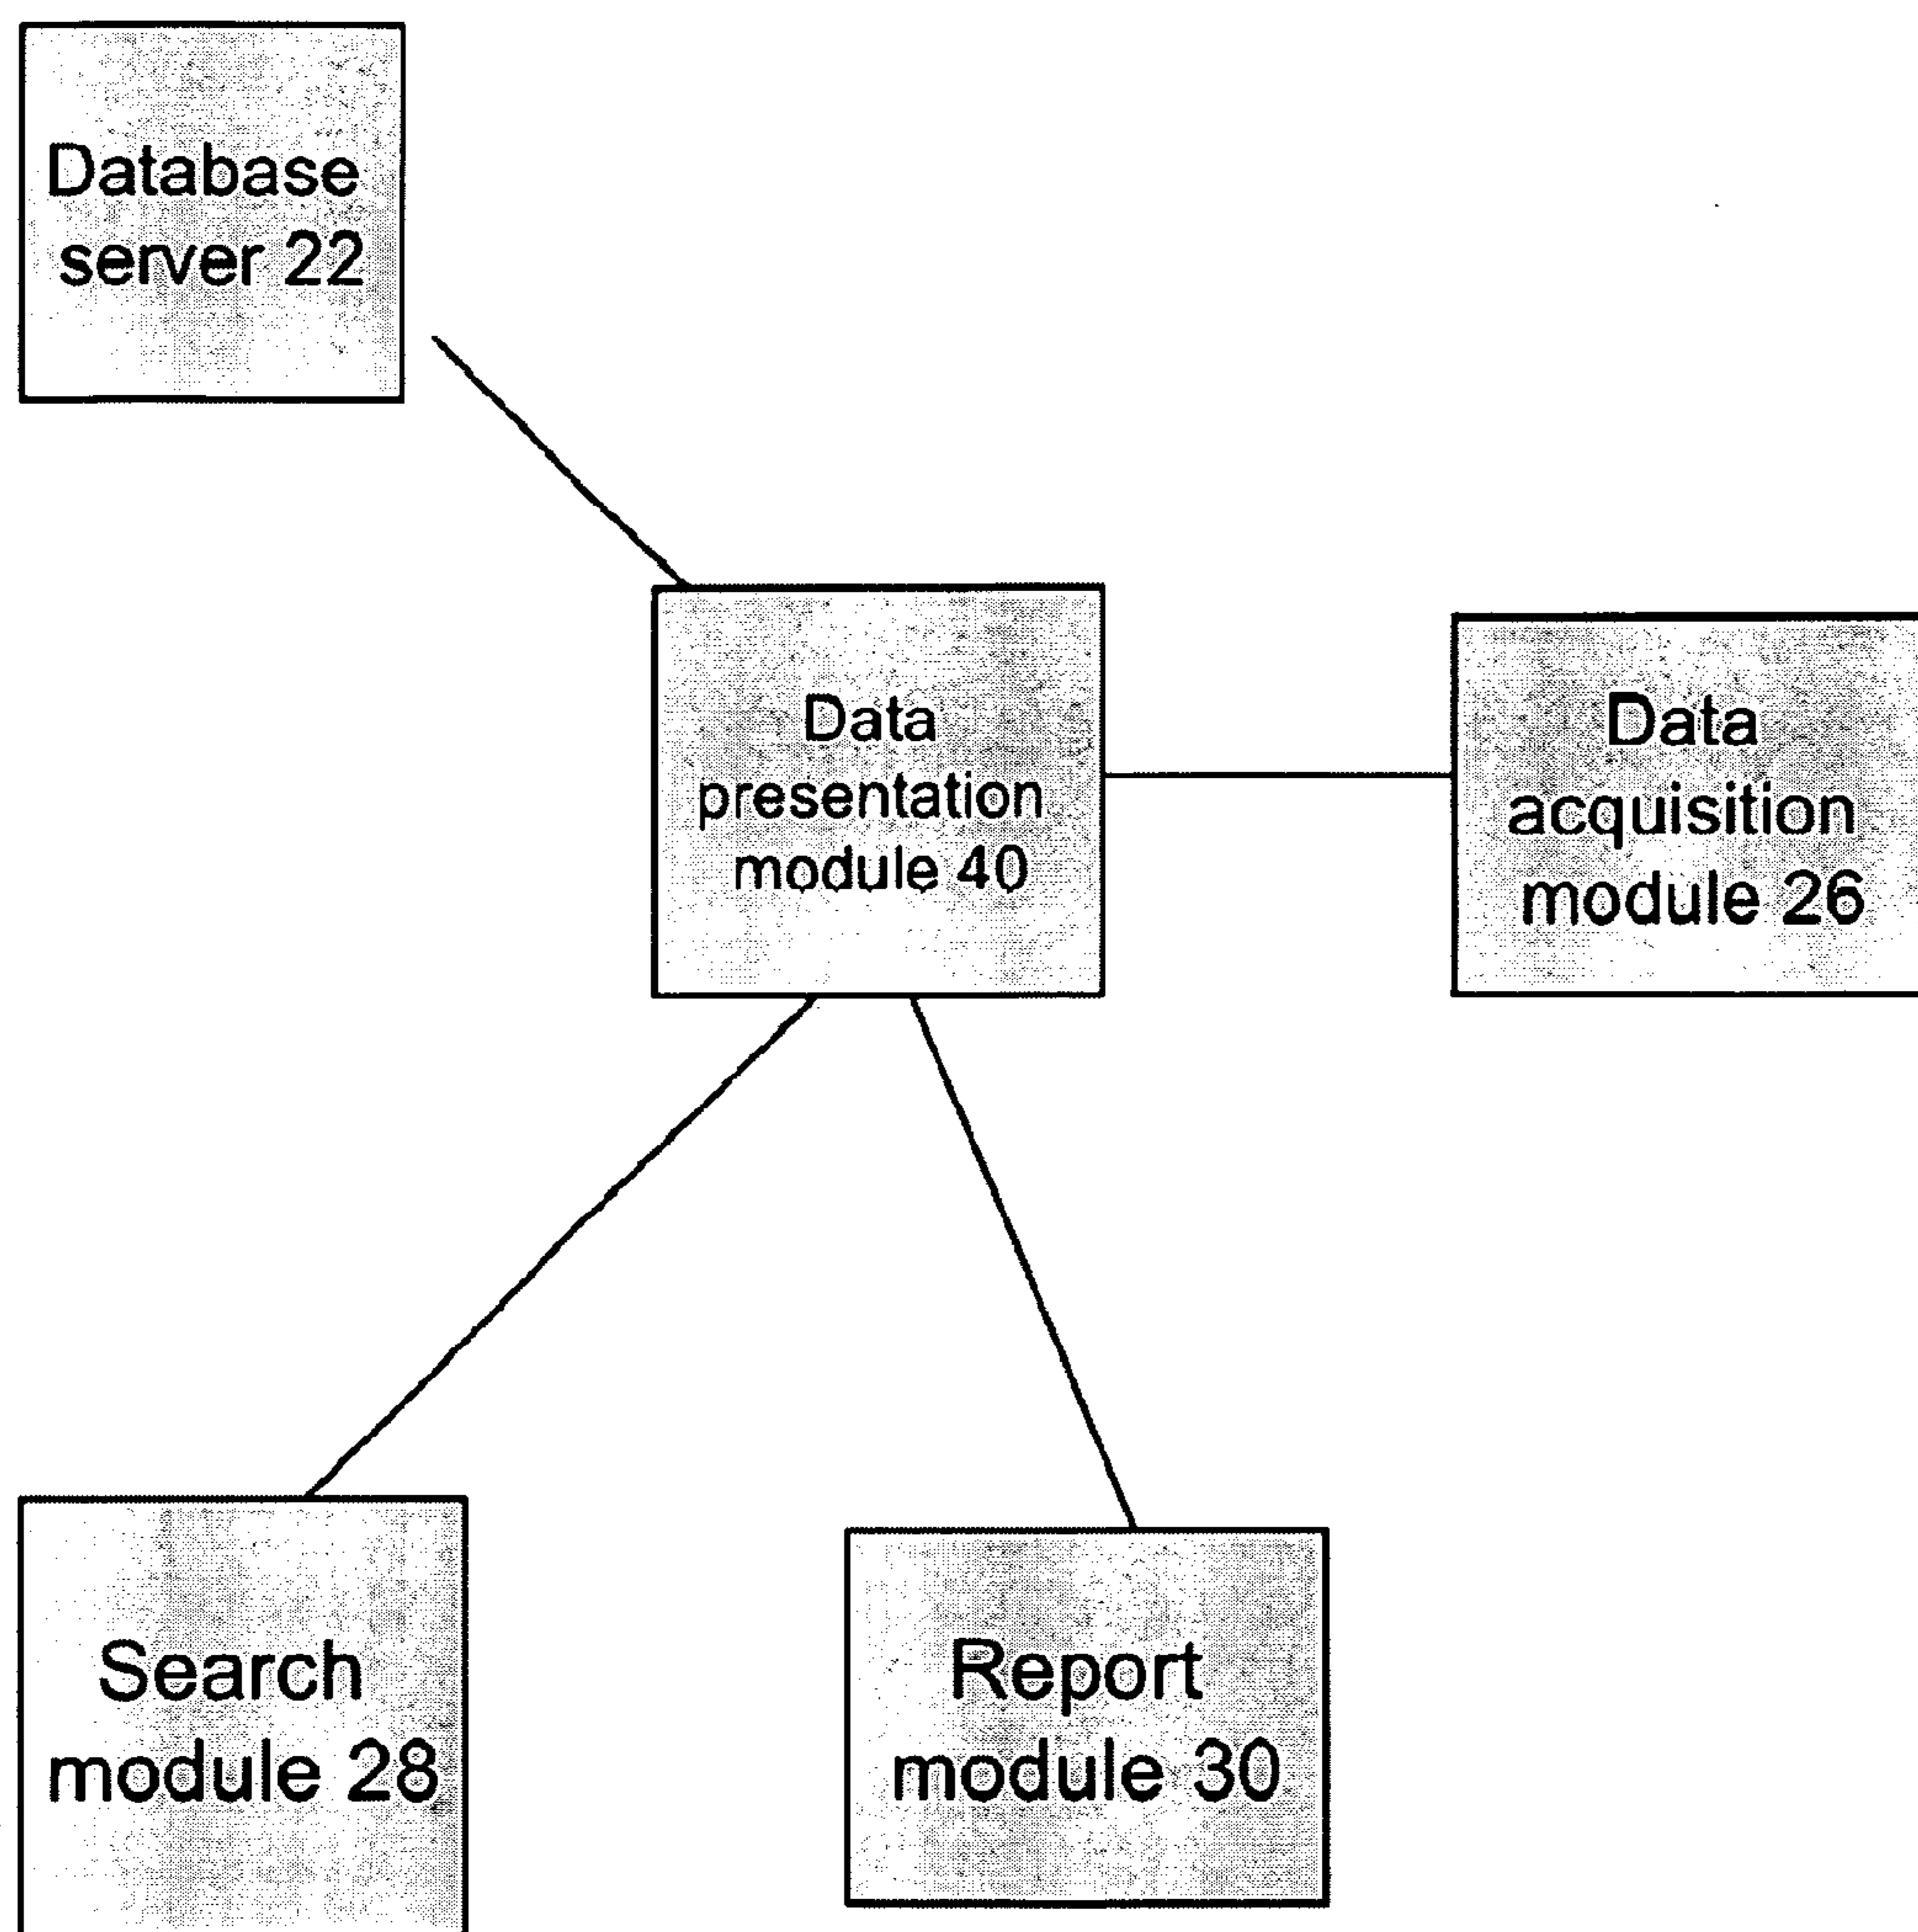 Database
server 22
Data
presentation
module 40
Data
acquisition
module 26
Search
module 28
Report
module 30